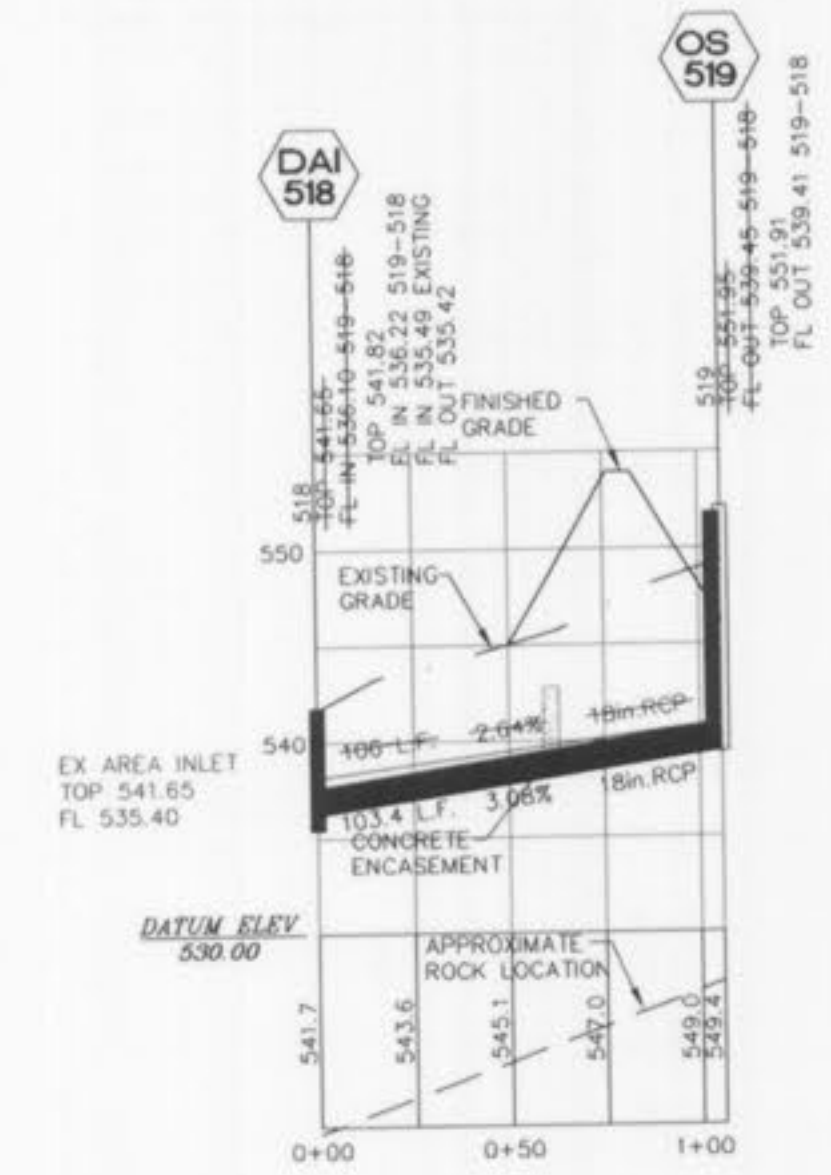 OS
519
DAI
518
518
TOP 541.65
FL IN 536.10 519-518
TOP 541.82
FL IN 536.22 519-518
FL IN 535.49 EXISTING
FL OUT 535.42
519
TOP 551.95
FL OUT 539.45 519-518
TOP 551.91
FL OUT 539.41 519-518
FINISHED
GRADE
550
EXISTING
GRADE
540
106 L.F. 2.64% 18in.RCP
103.4 L.F. 3.08% 18in.RCP
EX AREA INLET
TOP 541.65
FL 535.40
CONCRETE
ENCASEMENT
DATUM ELEV
530.00
APPROXIMATE
ROCK LOCATION
541.7
543.6
545.1
547.0
549.0
549.4
0+00 0+50 1+00